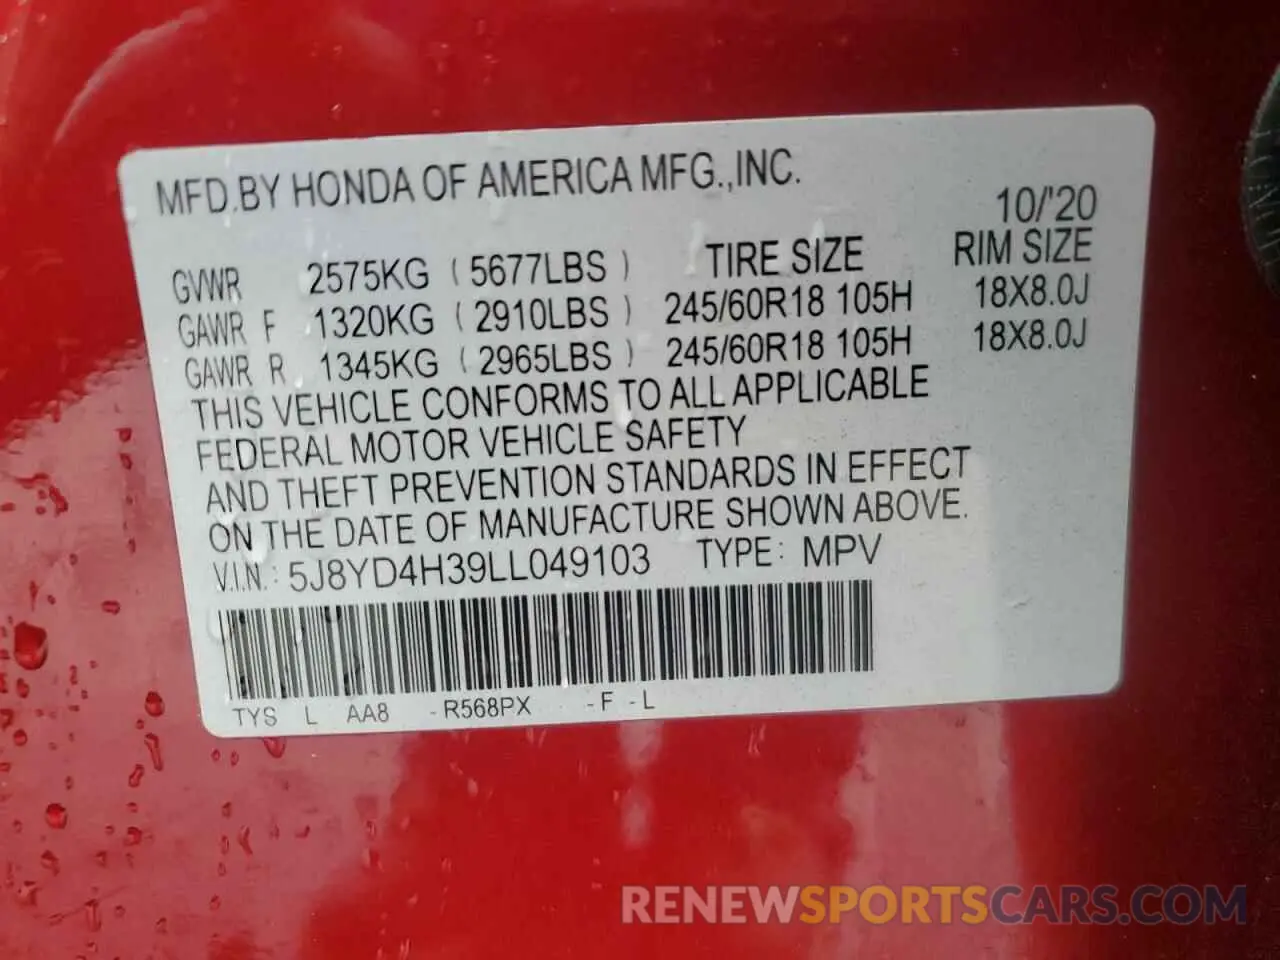 MFD.BY HONDA OF AMERICA MFG.,INC.
10/'20
GVWR 2575KG (5677LBS) TIRE SIZE RIM SIZE
GAWR F 1320KG (2910LBS) 245/60R18 105H 18X8.0J
GAWR R 1345KG (2965LBS) 245/60R18 105H 18X8.0J
THIS VEHICLE CONFORMS TO ALL APPLICABLE
FEDERAL MOTOR VEHICLE SAFETY
AND THEFT PREVENTION STANDARDS IN EFFECT
ON THE DATE OF MANUFACTURE SHOWN ABOVE.
V.I.N.: 5J8YD4H39LL049103 TYPE: MPV
TYS L AA8 -R568PX -F -L
RENEWSPORTSCARS.COM